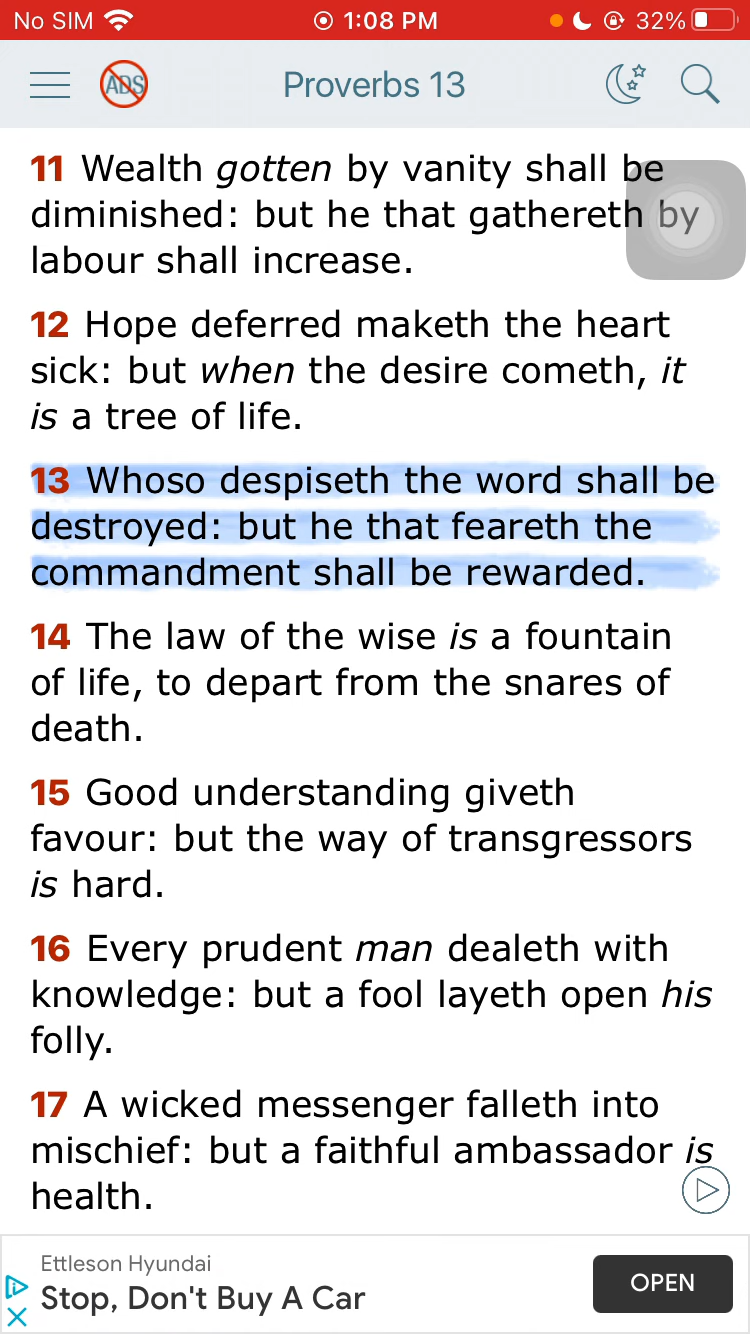 No SIM 1:08 PM 32%
ADS Proverbs 13
11 Wealth gotten by vanity shall be
diminished: but he that gathereth by
labour shall increase.
12 Hope deferred maketh the heart
sick: but when the desire cometh, it
is a tree of life.
13 Whoso despiseth the word shall be
destroyed: but he that feareth the
commandment shall be rewarded.
14 The law of the wise is a fountain
of life, to depart from the snares of
death.
15 Good understanding giveth
favour: but the way of transgressors
is hard.
16 Every prudent man dealeth with
knowledge: but a fool layeth open his
folly.
17 A wicked messenger falleth into
mischief: but a faithful ambassador is
health.
Ettleson Hyundai
Stop, Don't Buy A Car
OPEN